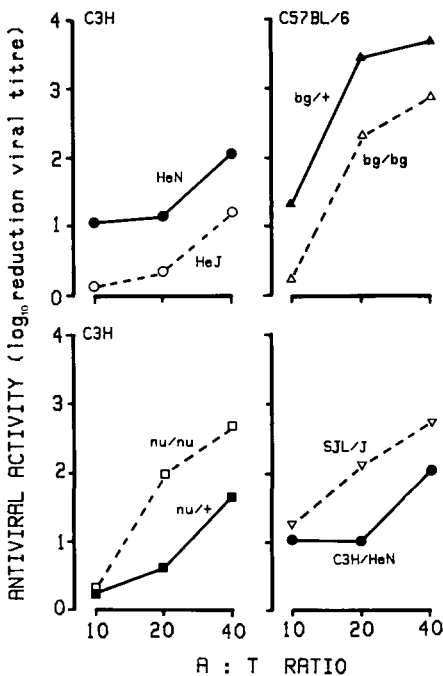 C3H
C57BL/6
ANTIVIRAL ACTIVITY (log10 reduction viral titre)
4
3
2
1
0
HeN
HeJ
bg/+
bg/bg
C3H
4
3
2
1
0
nu/nu
nu/+
SJL/J
C3H/HeN
10 20 40 10 20 40
A : T RATIO